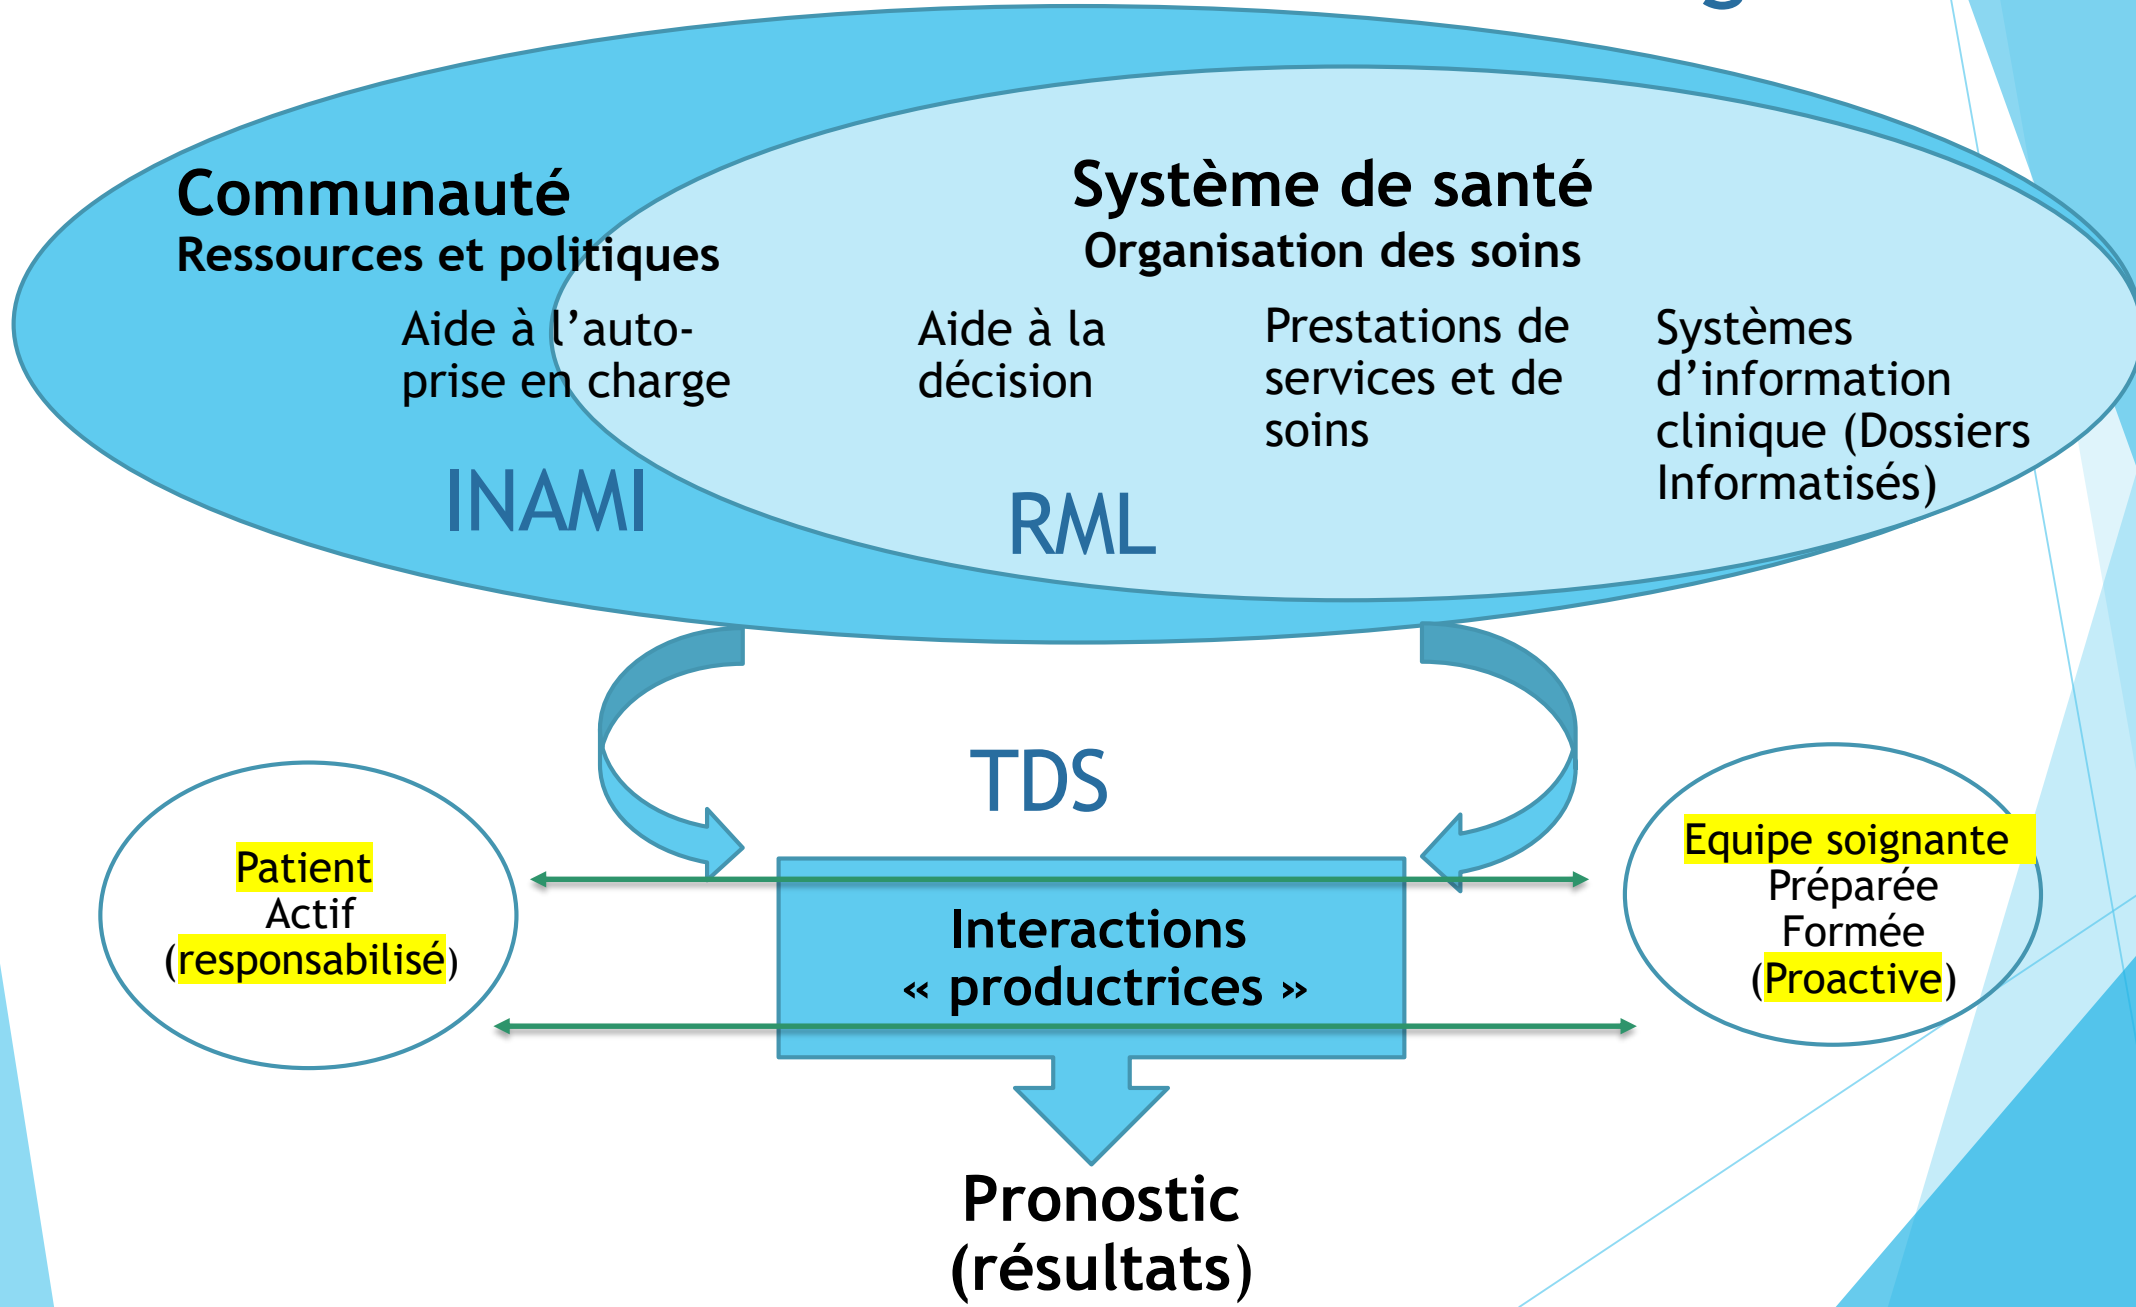 Communauté
Ressources et politiques
Système de santé
Organisation des soins
Aide à l’auto-
prise en charge
Aide à la
décision
Prestations de
services et de
soins
Systèmes
d’information
clinique (Dossiers
Informatisés)
INAMI
RML
TDS
Patient
Actif
(responsabilisé)
Interactions
« productrices »
Equipe soignante
Préparée
Formée
(Proactive)
Pronostic
(résultats)